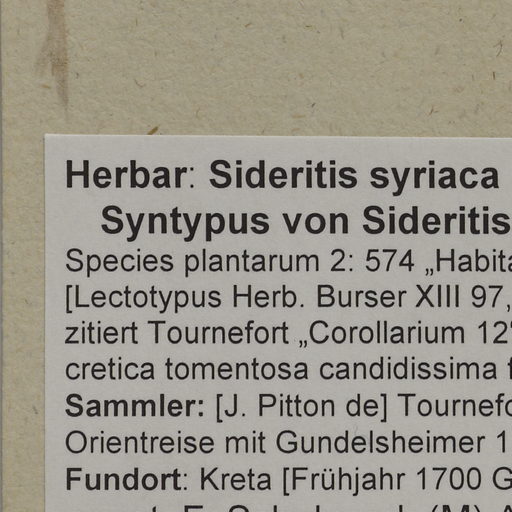 Herbar: Sideritis syriaca
Syntypus von Sideritis
Species plantarum 2: 574 „Habita
[Lectotypus Herb. Burser XIII 97,
zitiert Tournefort „Corollarium 12“
cretica tomentosa candidissima f
Sammler: [J. Pitton de] Tournefo
Orientreise mit Gundelsheimer 1
Fundort: Kreta [Frühjahr 1700 G